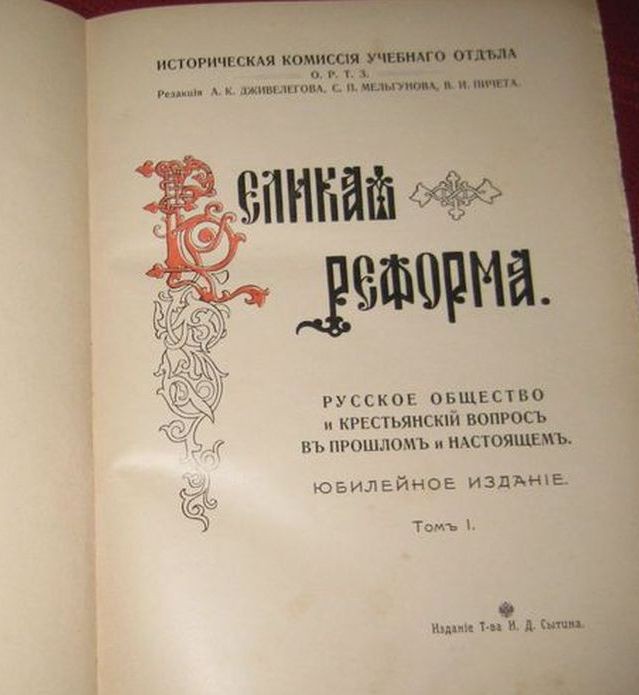 ИСТОРИЧЕСКАЯ КОМИССІЯ УЧЕБНАГО ОТДѢЛА
О. Р. Т. З.
Редакція А. К. ДЖИВЕЛЕГОВА, С. П. МЕЛЬГУНОВА, В. И. ПИЧЕТА.
ВЕЛИКАЯ
РЕФОРМА.
РУССКОЕ ОБЩЕСТВО
и КРЕСТЬЯНСКІЙ ВОПРОСЪ
ВЪ ПРОШЛОМЪ и НАСТОЯЩЕМЪ.
ЮБИЛЕЙНОЕ ИЗДАНІЕ.
Томъ I.
Изданіе Т-ва И. Д. Сытина.